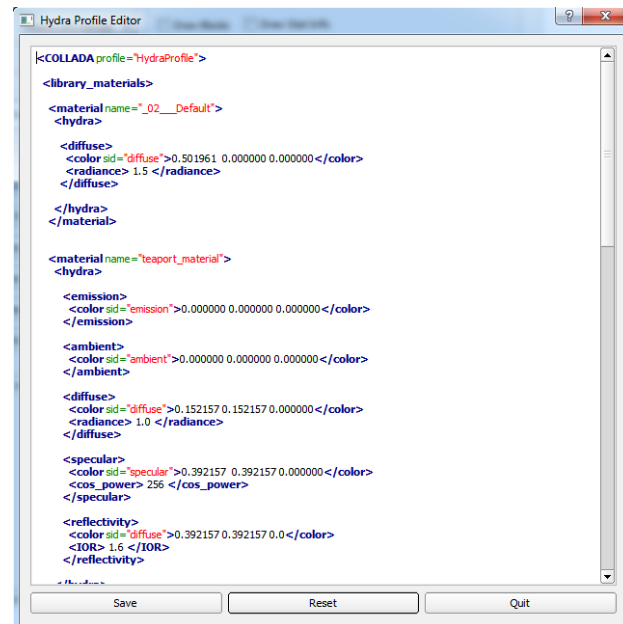 Hydra Profile Editor
<COLLADA profile="HydraProfile">
<library_materials>
<material name="_02___Default">
<hydra>
<diffuse>
<color sid="diffuse">0.501961 0.000000 0.000000</color>
<radiance> 1.5 </radiance>
</diffuse>
</hydra>
</material>
<material name="teaport_material">
<hydra>
<emission>
<color sid="emission">0.000000 0.000000 0.000000</color>
</emission>
<ambient>
<color sid="ambient">0.000000 0.000000 0.000000</color>
</ambient>
<diffuse>
<color sid="diffuse">0.152157 0.152157 0.000000</color>
<radiance> 1.0 </radiance>
</diffuse>
<specular>
<color sid="specular">0.392157 0.392157 0.000000</color>
<cos_power> 256 </cos_power>
</specular>
<reflectivity>
<color sid="diffuse">0.392157 0.392157 0.0</color>
<IOR> 1.6 </IOR>
</reflectivity>
Save Reset Quit